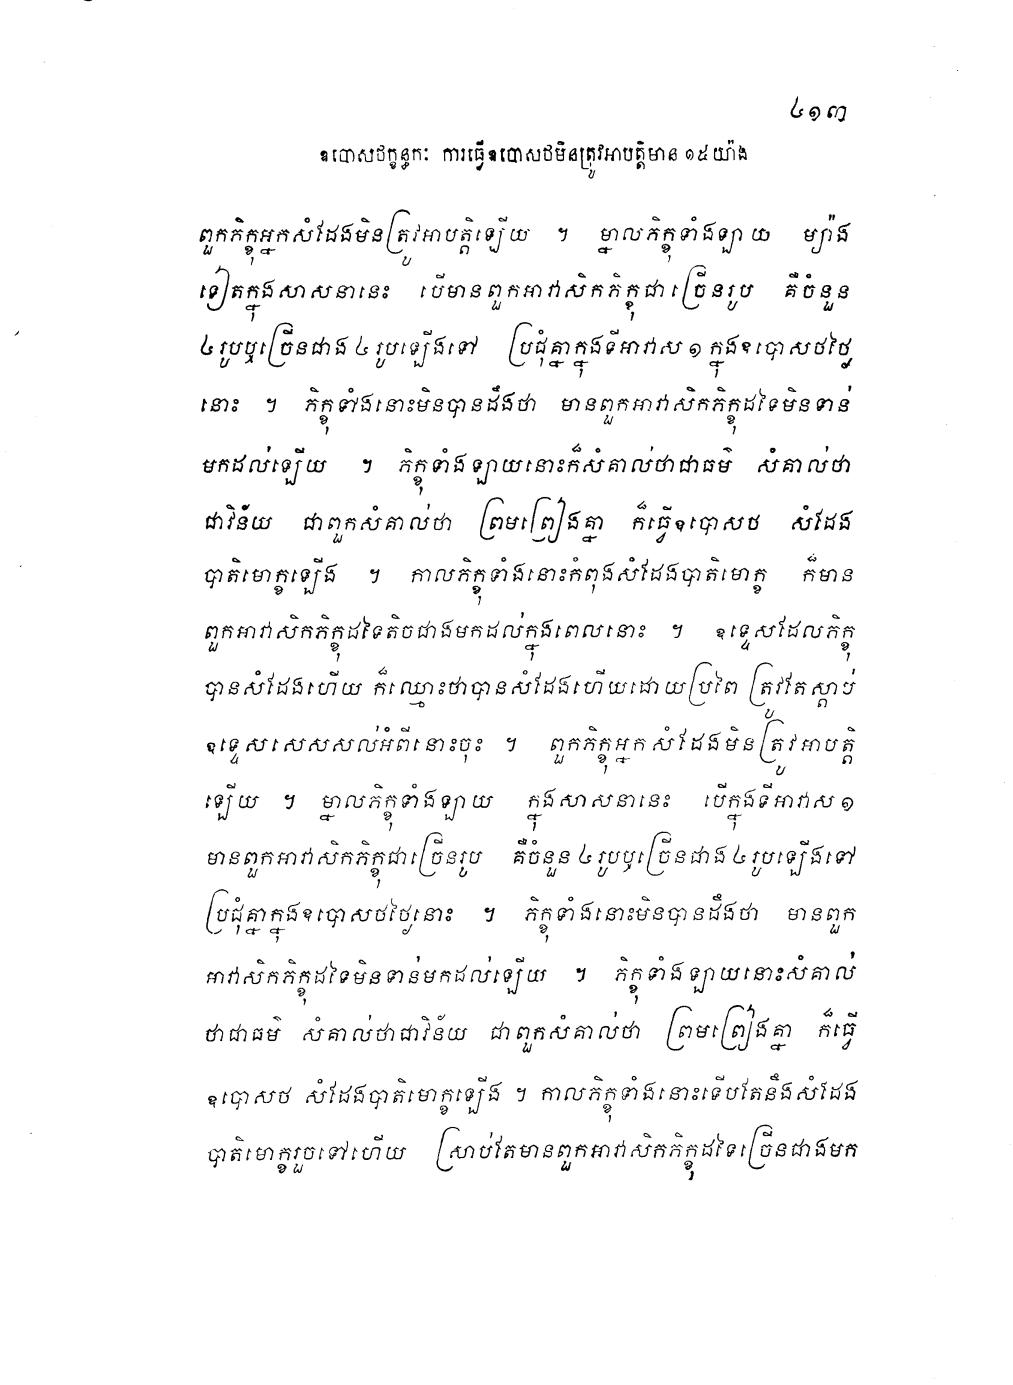 ៤១៣
ឧបោសថក្ខន្ធកៈ ការធ្វើឧបោសថមិនត្រូវអាបត្តិមាន ១៥យ៉ាង
ពួកភិក្ខុអ្នកសំដែងមិនត្រូវអាបត្តិឡើយ ។ ម្នាលភិក្ខុទាំងឡាយ ម្យ៉ាង
ទៀតក្នុងសាសនានេះ បើមានពួកអាវាសិកភិក្ខុជាច្រើនរូប គឺចំនួន
៤រូបឬច្រើនជាង៤រូបឡើងទៅ ប្រជុំគ្នាក្នុងទីអាវាស១ក្នុងឧបោសថថ្ងៃ
នោះ ។ ភិក្ខុទាំងនោះមិនបានដឹងថា មានពួកអាវាសិកភិក្ខុដទៃមិនទាន់
មកដល់ឡើយ ។ ភិក្ខុទាំងឡាយនោះក៏សំគាល់ថាជាធម៌ សំគាល់ថា
ជាវិន័យ ជាពួកសំគាល់ថា ព្រមព្រៀងគ្នា ក៏ធ្វើឧបោសថ សំដែង
បាតិមោក្ខឡើង ។ កាលភិក្ខុទាំងនោះកំពុងសំដែងបាតិមោក្ខ ក៏មាន
ពួកអាវាសិកភិក្ខុដទៃតិចជាងមកដល់ក្នុងពេលនោះ ។ ឧទ្ទេសដែលភិក្ខុ
បានសំដែងហើយ ក៏ឈ្មោះថាបានសំដែងហើយដោយប្រពៃ ត្រូវតែស្តាប់
ឧទ្ទេសសេសសល់អំពីនោះចុះ ។ ពួកភិក្ខុអ្នកសំដែងមិនត្រូវអាបត្តិ
ឡើយ ។ ម្នាលភិក្ខុទាំងឡាយ ក្នុងសាសនានេះ បើក្នុងទីអាវាស១
មានពួកអាវាសិកភិក្ខុជាច្រើនរូប គឺចំនួន៤រូបឬច្រើនជាង៤រូបឡើងទៅ
ប្រជុំគ្នាក្នុងឧបោសថថ្ងៃនោះ ។ ភិក្ខុទាំងនោះមិនបានដឹងថា មានពួក
អាវាសិកភិក្ខុដទៃមិនទាន់មកដល់ឡើយ ។ ភិក្ខុទាំងឡាយនោះសំគាល់
ថាជាធម៌ សំគាល់ថាជាវិន័យ ជាពួកសំគាល់ថា ព្រមព្រៀងគ្នា ក៏ធ្វើ
ឧបោសថ សំដែងបាតិមោក្ខឡើង ។ កាលភិក្ខុទាំងនោះទើបតែនឹងសំដែង
បាតិមោក្ខរួចទៅហើយ ស្រាប់តែមានពួកអាវាសិកភិក្ខុដទៃច្រើនជាងមក